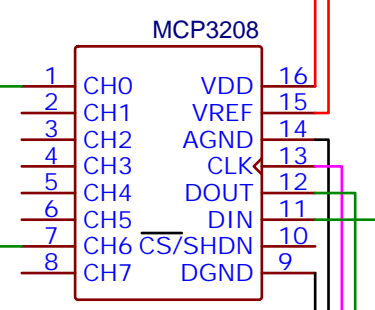 MCP3208
1 CH0 VDD 16
2 CH1 VREF 15
3 CH2 AGND 14
4 CH3 CLK 13
5 CH4 DOUT 12
6 CH5 DIN 11
7 CH6 CS/SHDN 10
8 CH7 DGND 9